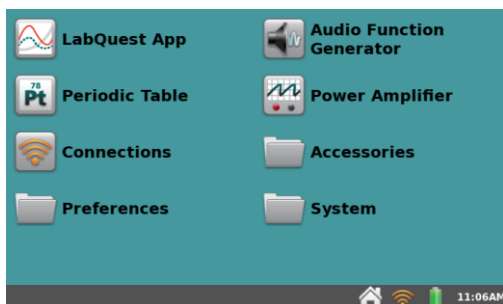 LabQuest App
Audio Function
Generator
78
Pt
Periodic Table
Power Amplifier
Connections
Accessories
Preferences
System
11:06AM